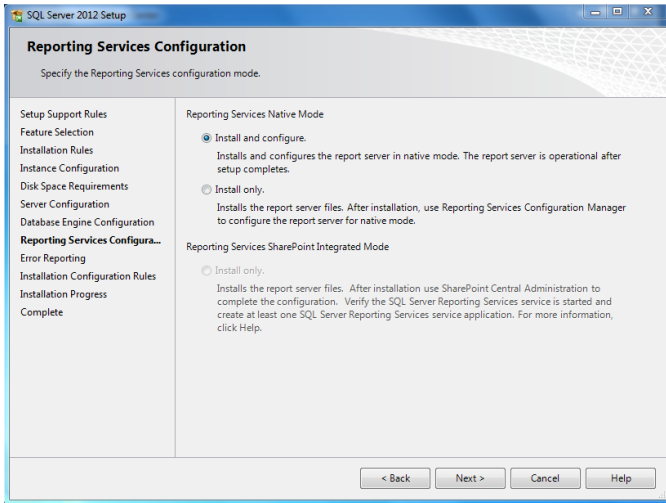 SQL Server 2012 Setup
Reporting Services Configuration
Specify the Reporting Services configuration mode.
Setup Support Rules
Feature Selection
Installation Rules
Instance Configuration
Disk Space Requirements
Server Configuration
Database Engine Configuration
Reporting Services Configura...
Error Reporting
Installation Configuration Rules
Installation Progress
Complete
Reporting Services Native Mode
Install and configure.
Installs and configures the report server in native mode. The report server is operational after
setup completes.
Install only.
Installs the report server files. After installation, use Reporting Services Configuration Manager
to configure the report server for native mode.
Reporting Services SharePoint Integrated Mode
Install only.
Installs the report server files. After installation use SharePoint Central Administration to
complete the configuration. Verify the SQL Server Reporting Services service is started and
create at least one SQL Server Reporting Services service application. For more information,
click Help.
< Back
Next >
Cancel
Help